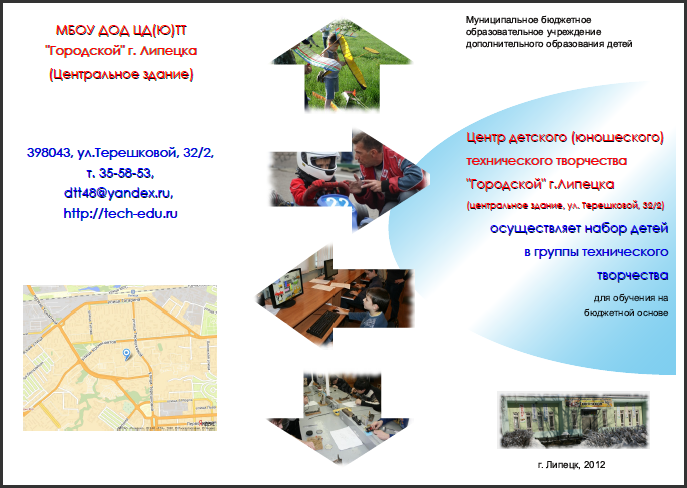 МБОУ ДОД ЦД(Ю)ТТ
"Городской" г. Липецка
(Центральное здание)
398043, ул.Терешковой, 32/2,
т. 35-58-53,
dtt48@yandex.ru,
http://tech-edu.ru
Муниципальное бюджетное
образовательное учреждение
дополнительного образования детей
Центр детского (юношеского)
технического творчества
"Городской" г.Липецка
(центральное здание, ул. Терешковой, 32/2)
осуществляет набор детей
в группы технического
творчества
для обучения на
бюджетной основе
г. Липецк, 2012